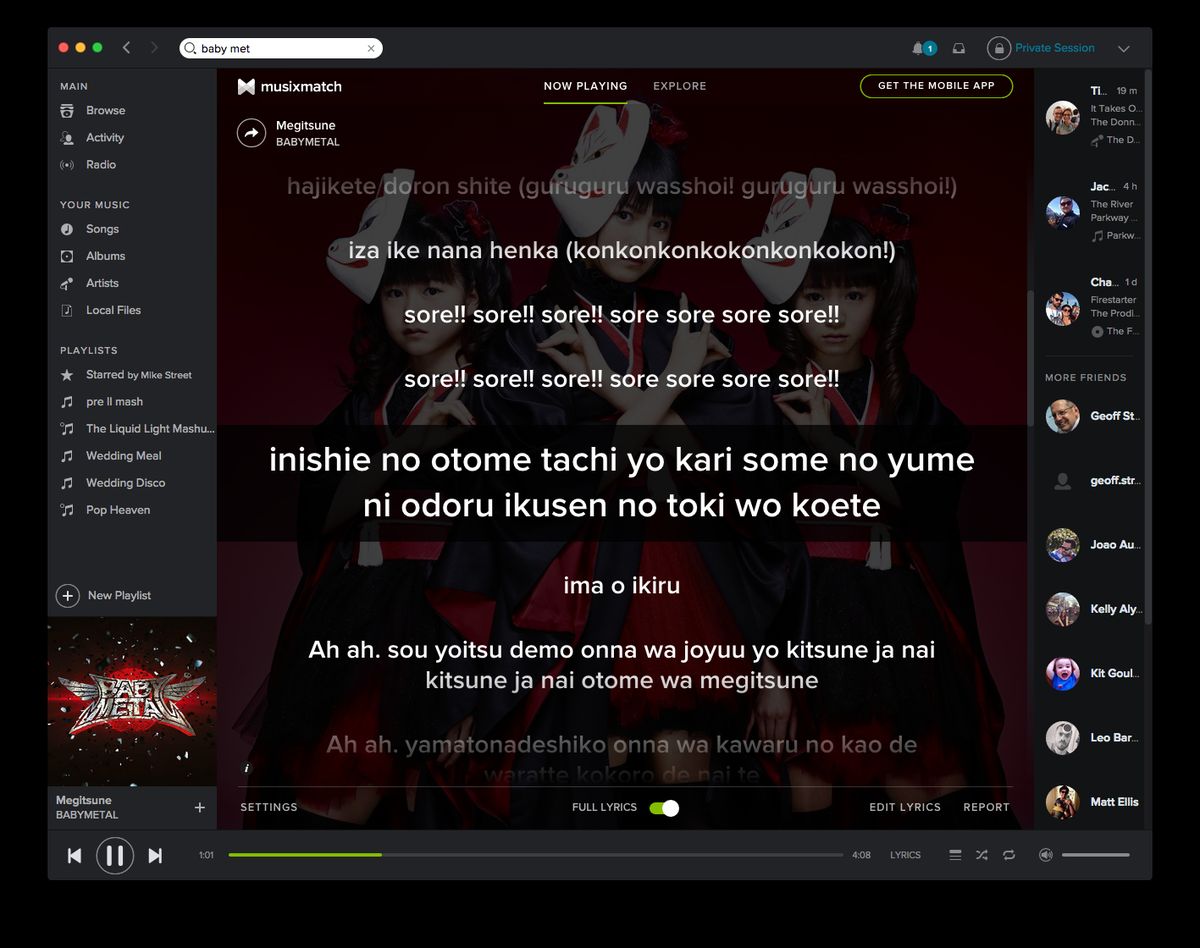 baby met
1
Private Session
MAIN
Browse
Activity
Radio
YOUR MUSIC
Songs
Albums
Artists
Local Files
PLAYLISTS
Starred by Mike Street
pre ll mash
The Liquid Light Mashu...
Wedding Meal
Wedding Disco
Pop Heaven
New Playlist
BABY
METAL
Megitsune
BABYMETAL
musixmatch
NOW PLAYING
EXPLORE
GET THE MOBILE APP
Megitsune
BABYMETAL
hajikete doron shite (guruguru wasshoi! guruguru wasshoi!)
iza ike nana henka (konkonkonkokonkonkokon!)
sore!! sore!! sore!! sore sore sore sore!!
sore!! sore!! sore!! sore sore sore sore!!
inishie no otome tachi yo kari some no yume
ni odoru ikusen no toki wo koete
ima o ikiru
Ah ah. sou yoitsu demo onna wa joyuu yo kitsune ja nai
kitsune ja nai otome wa megitsune
Ah ah. yamatonadeshiko onna wa kawaru no kao de
waratte kokoro de nai te
i
SETTINGS
FULL LYRICS
EDIT LYRICS
REPORT
Ti... 19 m
It Takes O...
The Donn...
The D...
Jac... 4 h
The River
Parkway ...
Parkw...
Cha... 1 d
Firestarter
The Prodi...
The F...
MORE FRIENDS
Geoff St...
geoff.str...
Joao Au...
Kelly Aly...
Kit Goul...
Leo Bar...
Matt Ellis
1:01
4:08
LYRICS